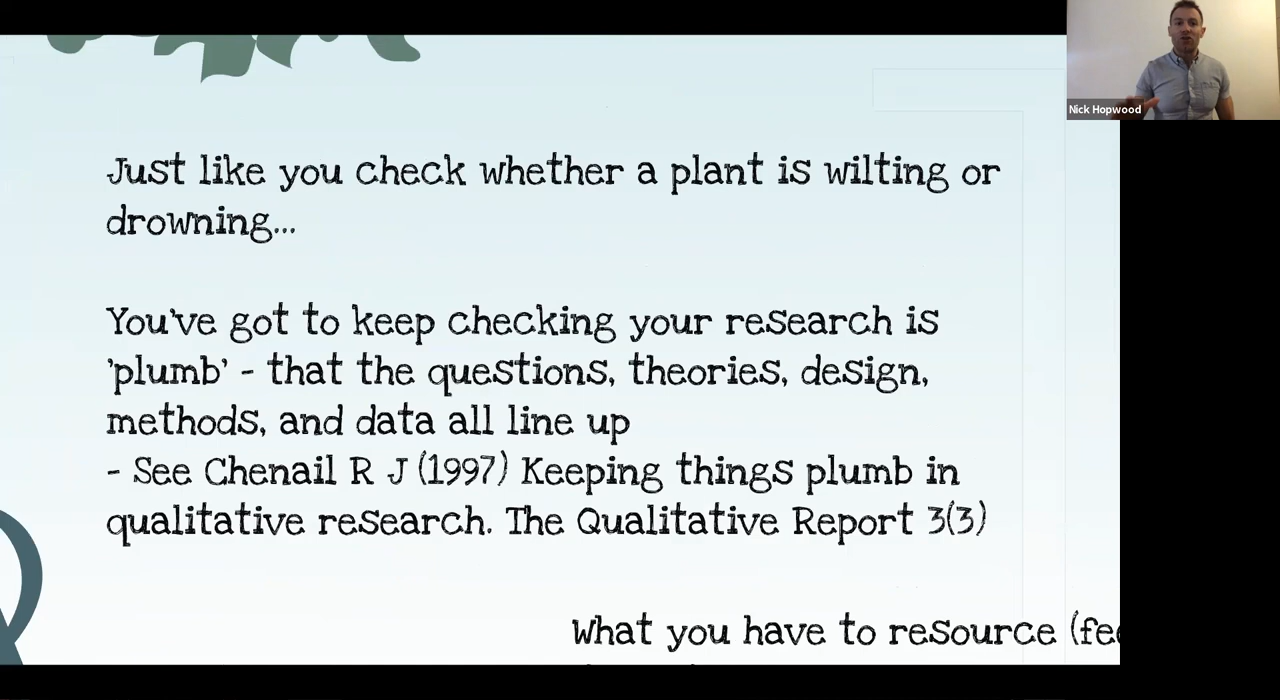 Nick Hopwood
Just like you check whether a plant is wilting or
drowning...
You've got to keep checking your research is
'plumb' - that the questions, theories, design,
methods, and data all line up
- See Chenail R J (1997) Keeping things plumb in
qualitative research. The Qualitative Report 3(3)
What you have to resource